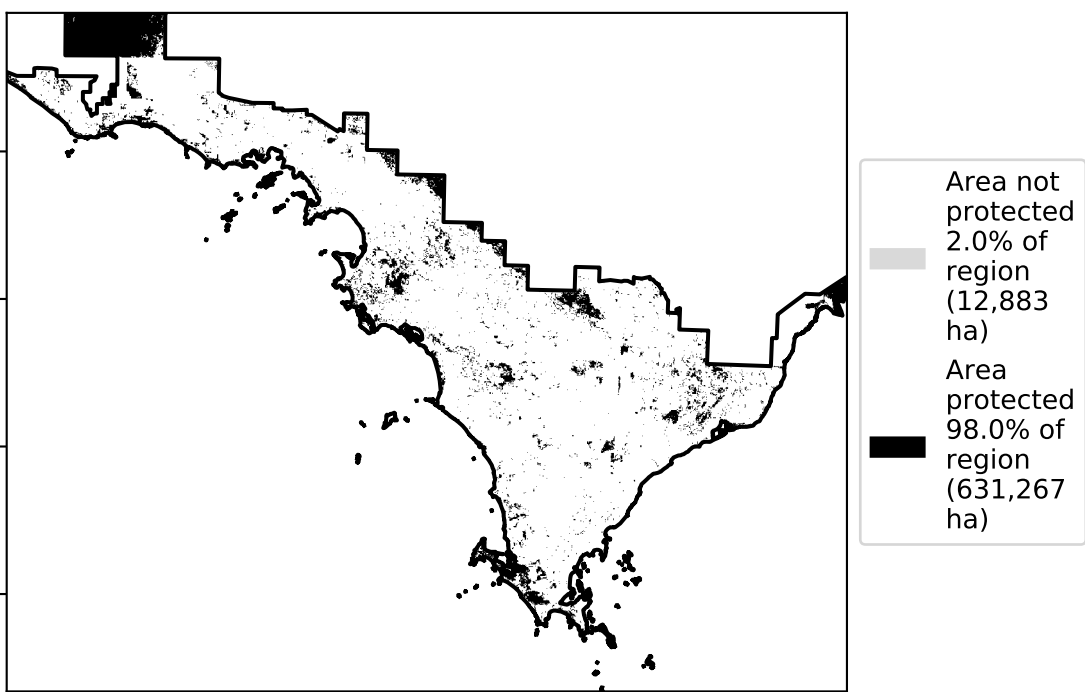 Area not
protected
2.0% of
region
(12,883
ha)
Area
protected
98.0% of
region
(631,267
ha)